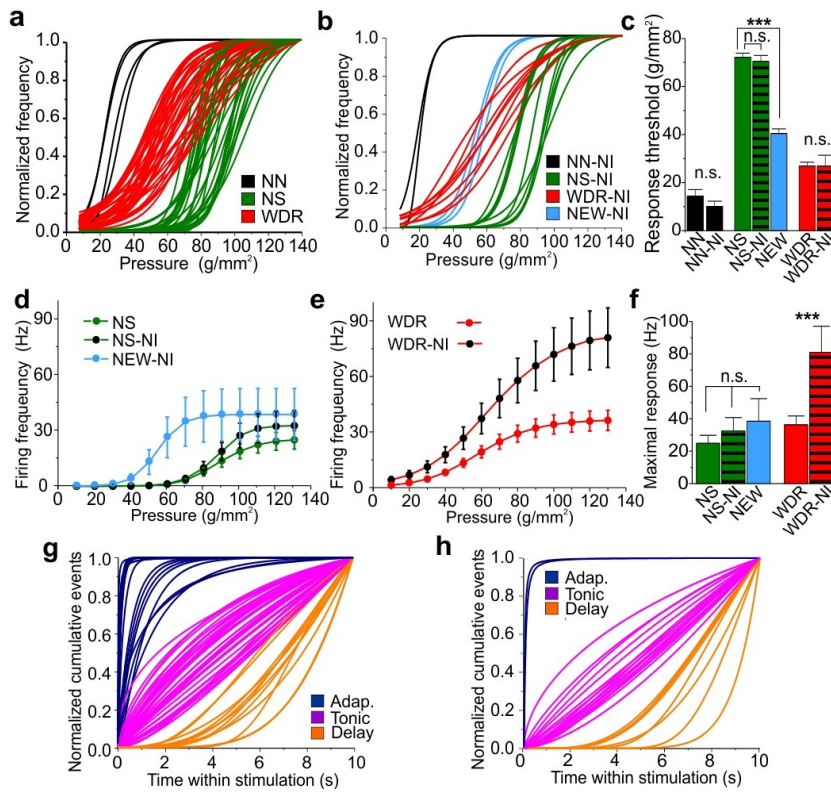 a
Normalized frequency
1.0
0.8
0.6
0.4
0.2
0.0
0 20 40 60 80 100 120 140
Pressure (g/mm²)
NN
NS
WDR
b
Normalized frequency
1.0
0.8
0.6
0.4
0.2
0.0
0 20 40 60 80 100 120 140
Pressure (g/mm²)
NN-NI
NS-NI
WDR-NI
NEW-NI
c
Response threshold (g/mm²)
80
60
40
20
0
n.s.
***
n.s.
n.s.
NN
NN-NI
NS
NS-NI
NEW
WDR
WDR-NI
d
Firing frequeuncy (Hz)
90
60
30
0
0 20 40 60 80 100 120 140
Pressure (g/mm²)
NS
NS-NI
NEW-NI
e
Firing frequeuncy (Hz)
90
60
30
0
0 20 40 60 80 100 120 140
Pressure (g/mm²)
WDR
WDR-NI
f
Maximal response (Hz)
100
80
60
40
20
0
n.s.
***
NS
NS-NI
NEW
WDR
WDR-NI
g
Normalized cumulative events
1.0
0.8
0.6
0.4
0.2
0.0
0 2 4 6 8 10
Time within stimulation (s)
Adap.
Tonic
Delay
h
Normalized cumulative events
1.0
0.8
0.6
0.4
0.2
0.0
0 2 4 6 8 10
Time within stimulation (s)
Adap.
Tonic
Delay